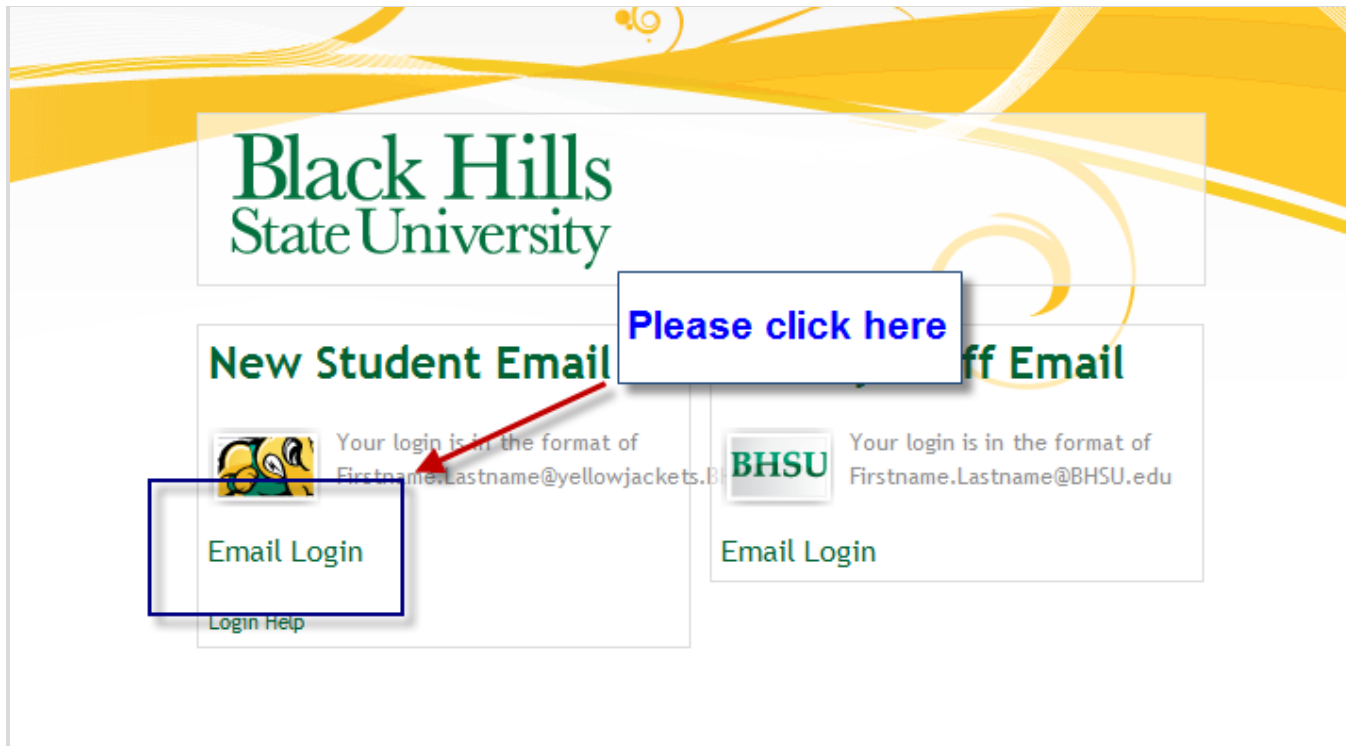 Black Hills
State University
Please click here
New Student Email
ff Email
Your login is in the format of
Firstname.Lastname@yellowjackets.B
Email Login
Login Help
BHSU
Your login is in the format of
Firstname.Lastname@BHSU.edu
Email Login